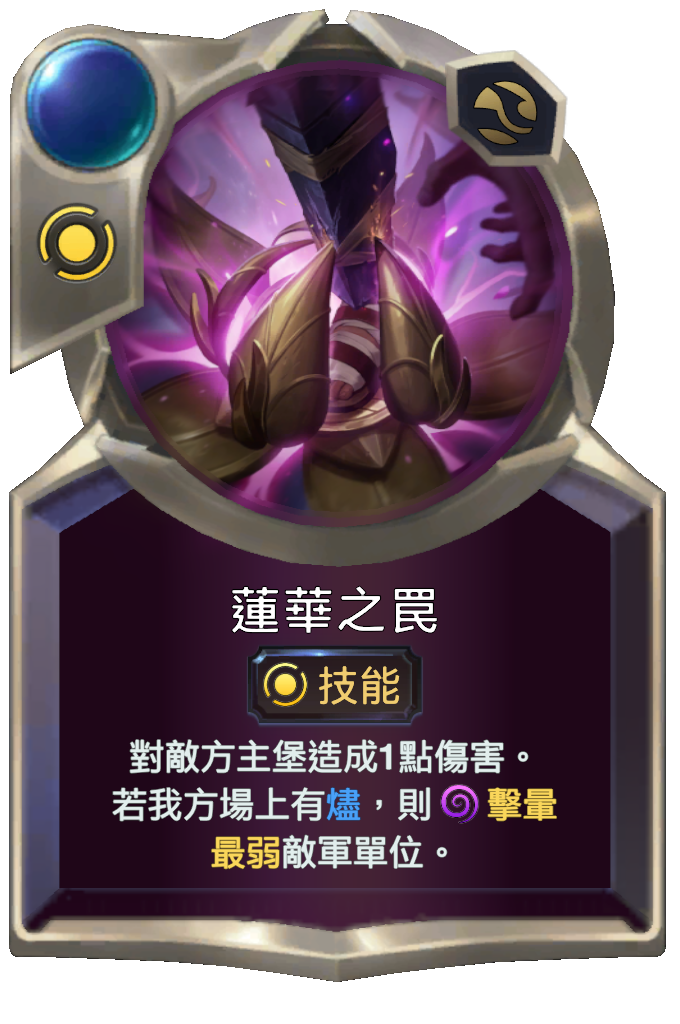 蓮華之罠
技能
對敵方主堡造成1點傷害。
若我方場上有燼，則 擊暈
最弱敵軍單位。